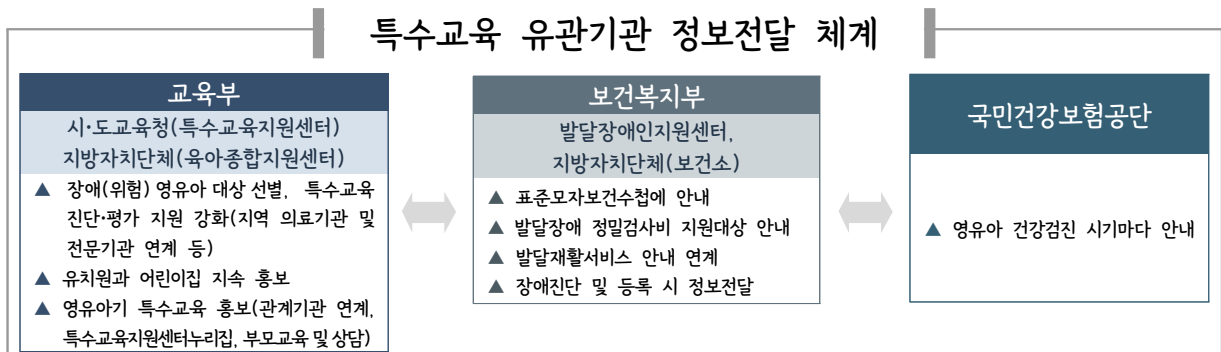 특수교육 유관기관 정보전달 체계
교육부
시·도교육청(특수교육지원센터)
지방자치단체(육아종합지원센터)
▲ 장애(위험) 영유아 대상 선별, 특수교육
진단·평가 지원 강화(지역 의료기관 및
전문기관 연계 등)
▲ 유치원과 어린이집 지속 홍보
▲ 영유아기 특수교육 홍보(관계기관 연계,
특수교육지원센터누리집, 부모교육 및 상담)
보건복지부
발달장애인지원센터,
지방자치단체(보건소)
▲ 표준모자보건수첩에 안내
▲ 발달장애 정밀검사비 지원대상 안내
▲ 발달재활서비스 안내 연계
▲ 장애진단 및 등록 시 정보전달
국민건강보험공단
▲ 영유아 건강검진 시기마다 안내